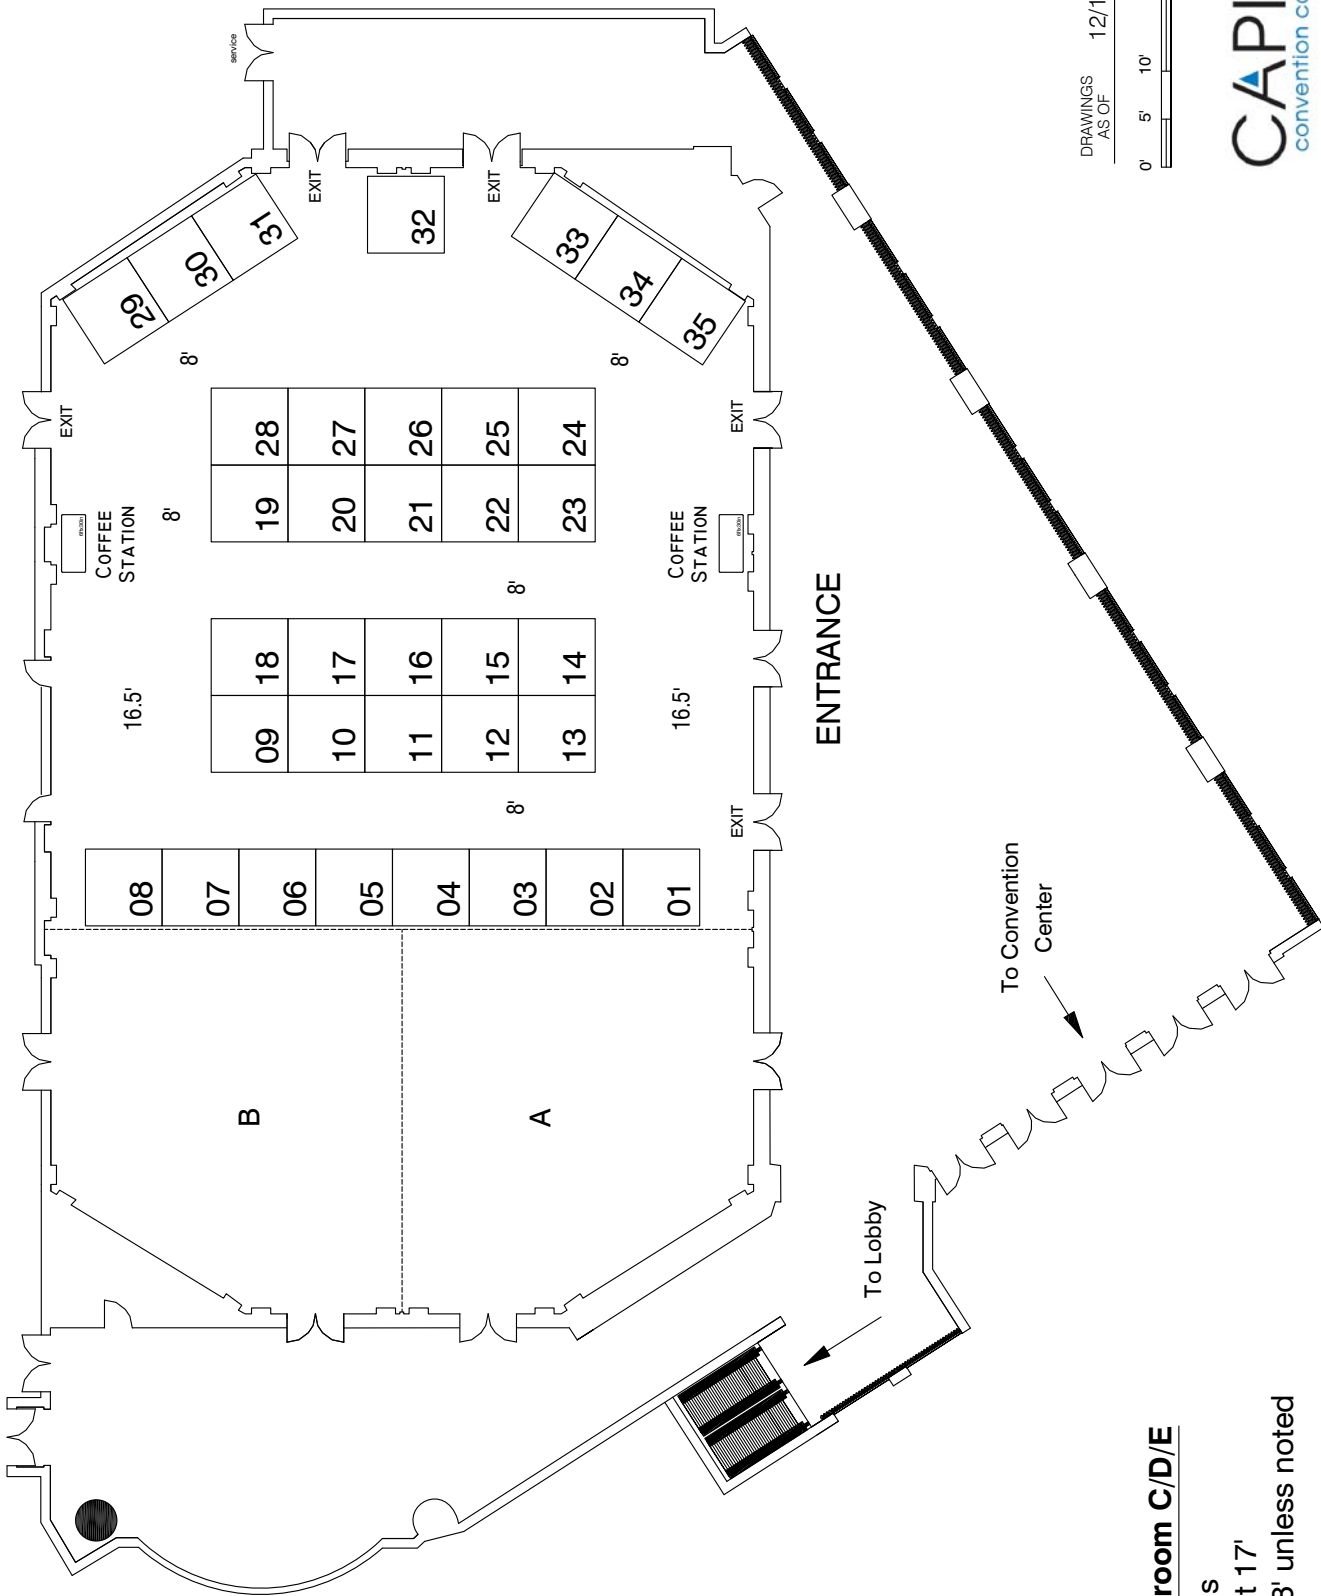 service
EXIT
EXIT
31
30
29
32
33
34
35
8'
8'
EXIT
EXIT
28
27
26
25
24
19
20
21
22
23
COFFEE
STATION
8'
COFFEE
STATION
8'
18
17
16
15
14
09
10
11
12
13
16.5'
16.5'
ENTRANCE
8'
EXIT
08
07
06
05
04
03
02
01
B
A
To Convention
Center
To Lobby
DRAWINGS
AS OF
12/1
0' 5' 10'
CAPI
convention co
room C/D/E
s
t 17'
8' unless noted